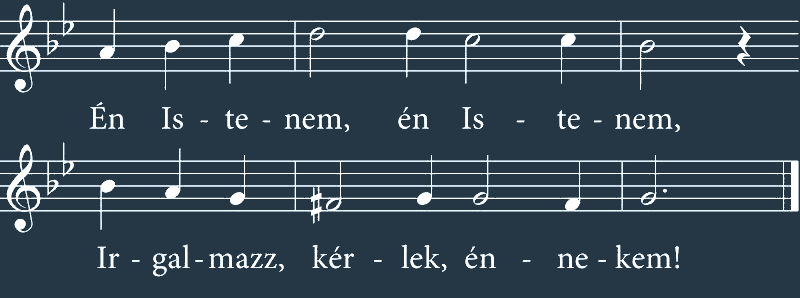 Én Is - te - nem, én Is - te - nem,
Ir - gal - mazz, kér - lek, én - ne - kem!